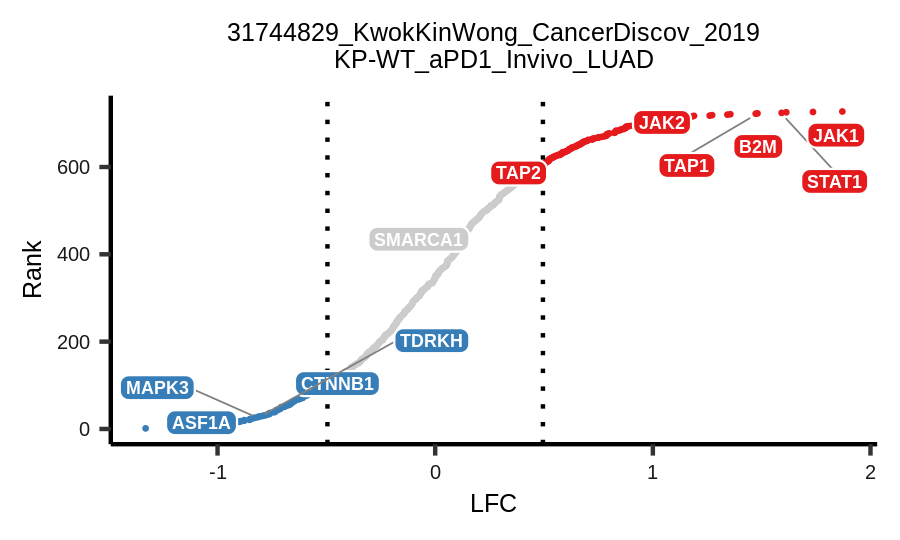 31744829_KwokKinWong_CancerDiscov_2019
KP-WT_aPD1_Invivo_LUAD
Rank
600
400
200
0
JAK2
JAK1
B2M
TAP1
STAT1
TAP2
SMARCA1
TDRKH
CTNNB1
MAPK3
ASF1A
-1
0
1
2
LFC